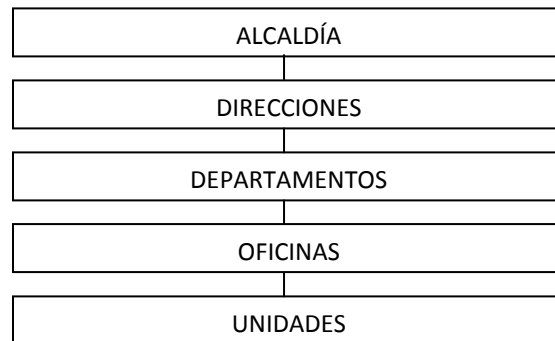 ALCALDÍA
DIRECCIONES
DEPARTAMENTOS
OFICINAS
UNIDADES